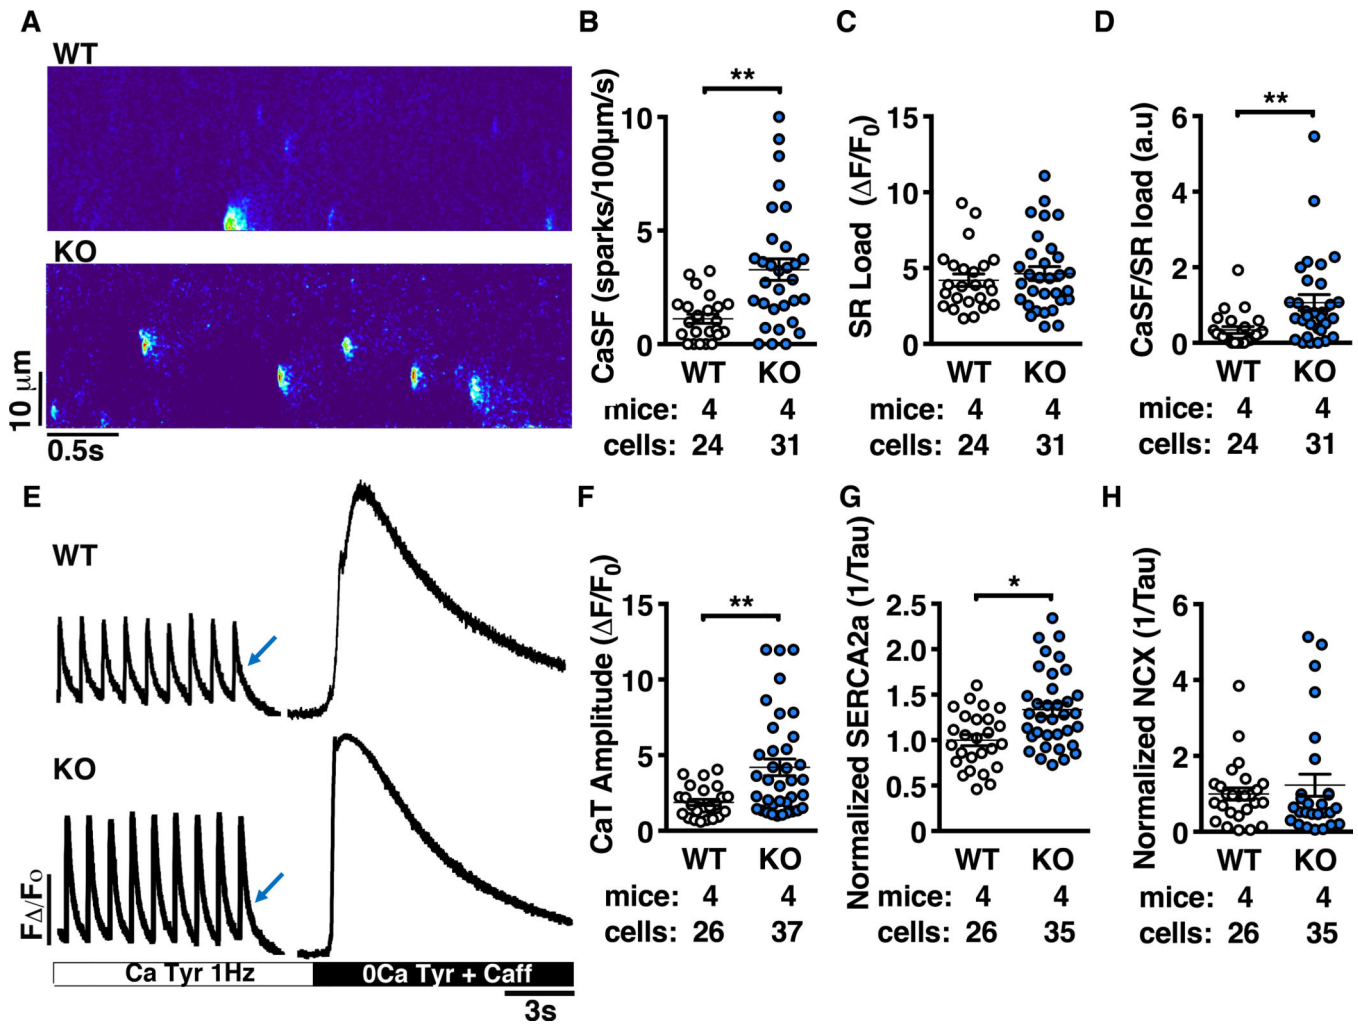 A
WT
KO
10 µm
0.5s
B
CaSF (sparks/100µm/s)
**
10
5
0
WT KO
mice: 4 4
cells: 24 31
C
SR Load (ΔF/F0)
15
10
5
0
WT KO
mice: 4 4
cells: 24 31
D
CaSF/SR load (a.u)
**
6
4
2
0
WT KO
mice: 4 4
cells: 24 31
E
WT
KO
FΔ/F0
Ca Tyr 1Hz
0Ca Tyr + Caff
3s
F
CaT Amplitude (ΔF/F0)
**
15
10
5
0
WT KO
mice: 4 4
cells: 26 37
G
Normalized SERCA2a (1/Tau)
*
2.5
2.0
1.5
1.0
0.5
0
WT KO
mice: 4 4
cells: 26 35
H
Normalized NCX (1/Tau)
6
4
2
0
WT KO
mice: 4 4
cells: 26 35